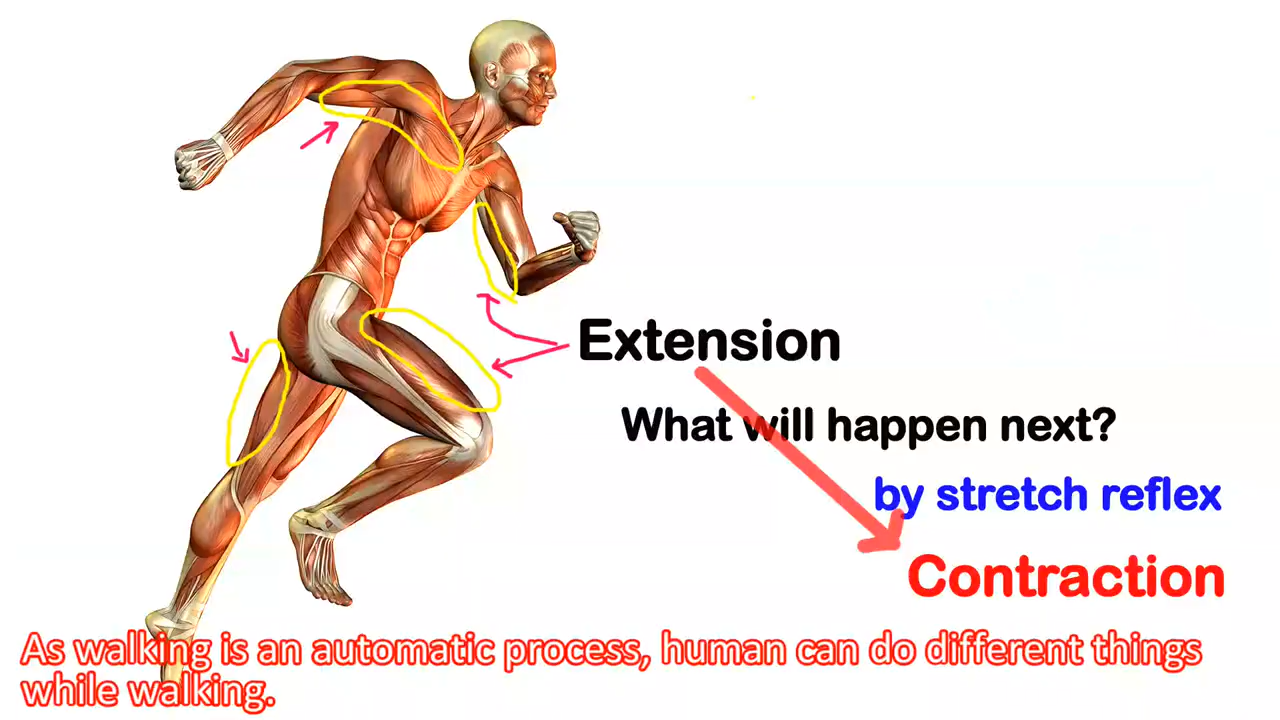 Extension
What will happen next?
by stretch reflex
Contraction
As walking is an automatic process, human can do different things
while walking.